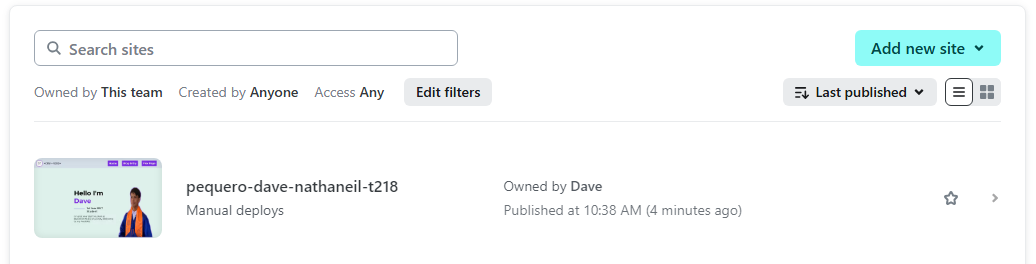 Search sites
Add new site
Owned by This team Created by Anyone Access Any Edit filters
Last published
Hello I'm
Dave
pequero-dave-nathaneil-t218
Manual deploys
Owned by Dave
Published at 10:38 AM (4 minutes ago)